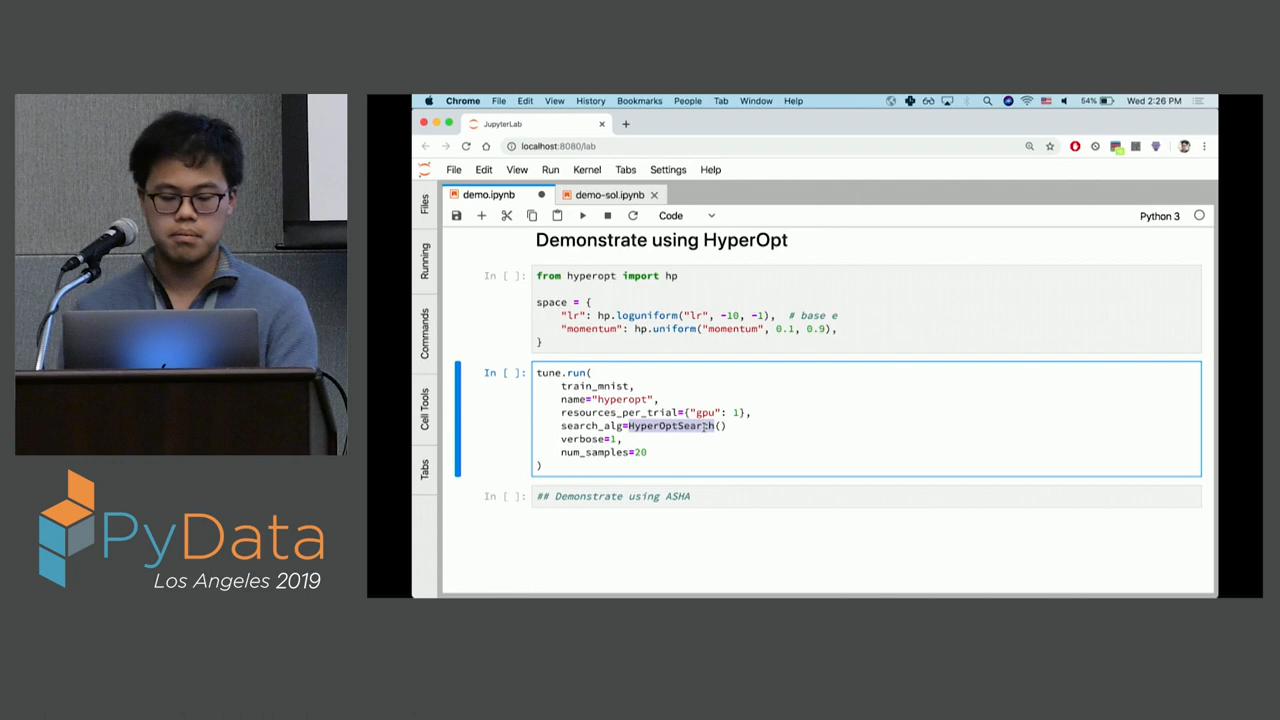 Chrome File Edit View History Bookmarks People Tab Window Help 54% Wed 2:26 PM
JupyterLab
localhost:8080/lab
File Edit View Run Kernel Tabs Settings Help
demo.ipynb demo-sol.ipynb
Code Python 3
Files
Running
Commands
Cell Tools
Tabs
Demonstrate using HyperOpt
In [ ]: from hyperopt import hp
space = {
"lr": hp.loguniform("lr", -10, -1), # base e
"momentum": hp.uniform("momentum", 0.1, 0.9),
}
In [ ]: tune.run(
train_mnist,
name="hyperopt",
resources_per_trial={"gpu": 1},
search_alg=HyperOptSearch()
verbose=1,
num_samples=20
)
In [ ]: ## Demonstrate using ASHA
PyData
Los Angeles 2019